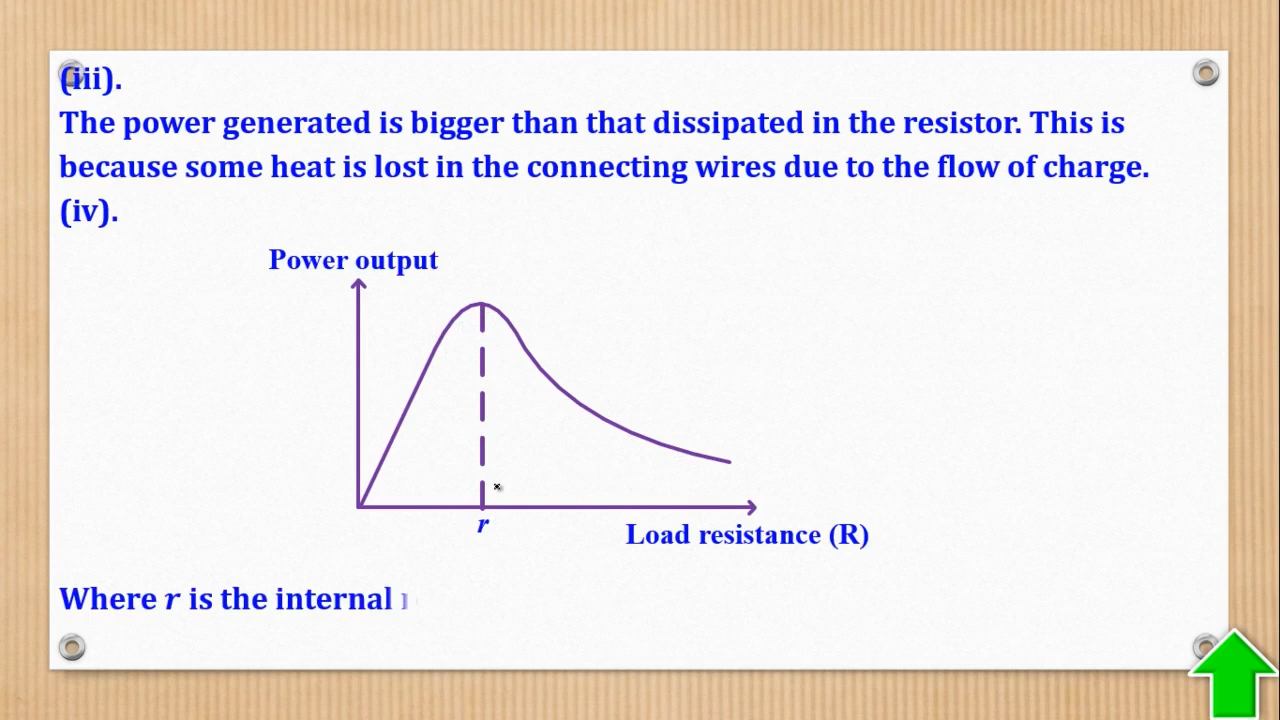 (iii).
The power generated is bigger than that dissipated in the resistor. This is
because some heat is lost in the connecting wires due to the flow of charge.
(iv).
Power output
r
Load resistance (R)
Where r is the internal